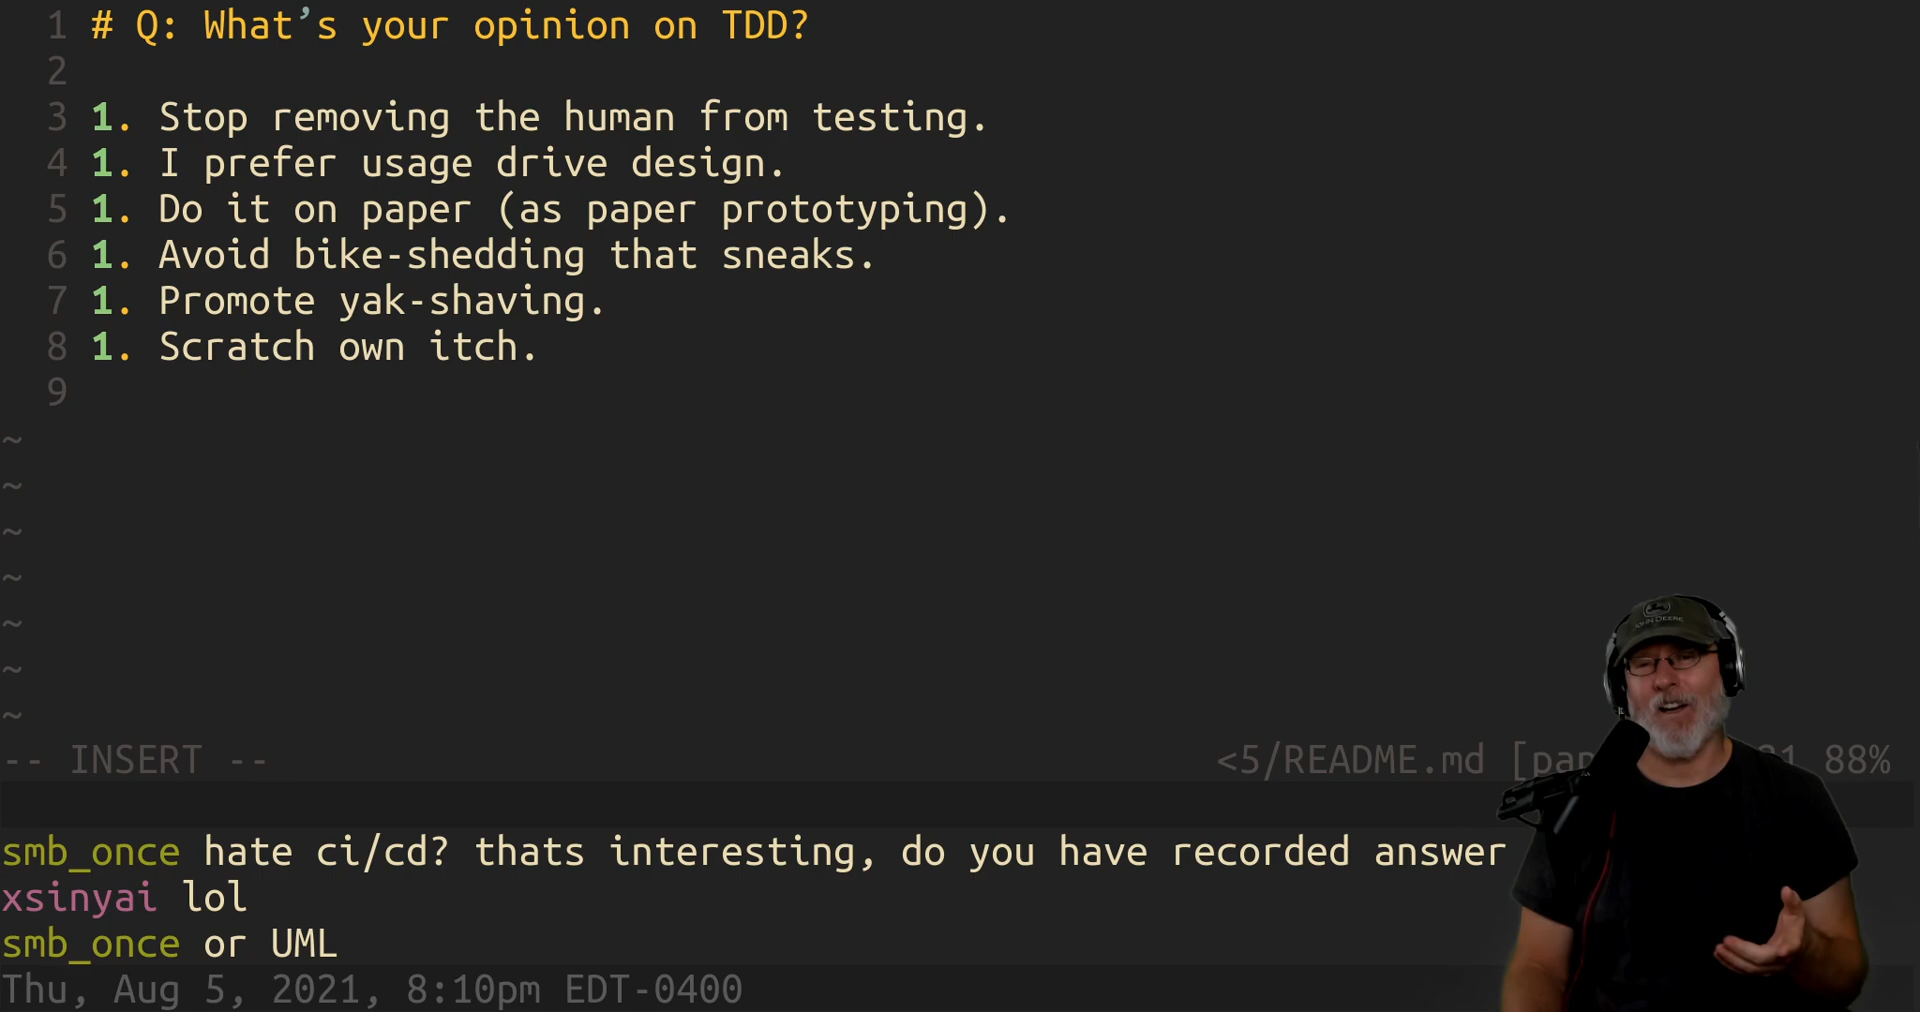 1 # Q: What’s your opinion on TDD?
2
3 1. Stop removing the human from testing.
4 1. I prefer usage drive design.
5 1. Do it on paper (as paper prototyping).
6 1. Avoid bike-shedding that sneaks.
7 1. Promote yak-shaving.
8 1. Scratch own itch.
9
~
~
~
~
~
~
~
JOHN DEERE
-- INSERT -- <5/README.md [pap 88%
smb_once hate ci/cd? thats interesting, do you have recorded answer
xsinyai lol
smb_once or UML
Thu, Aug 5, 2021, 8:10pm EDT-0400